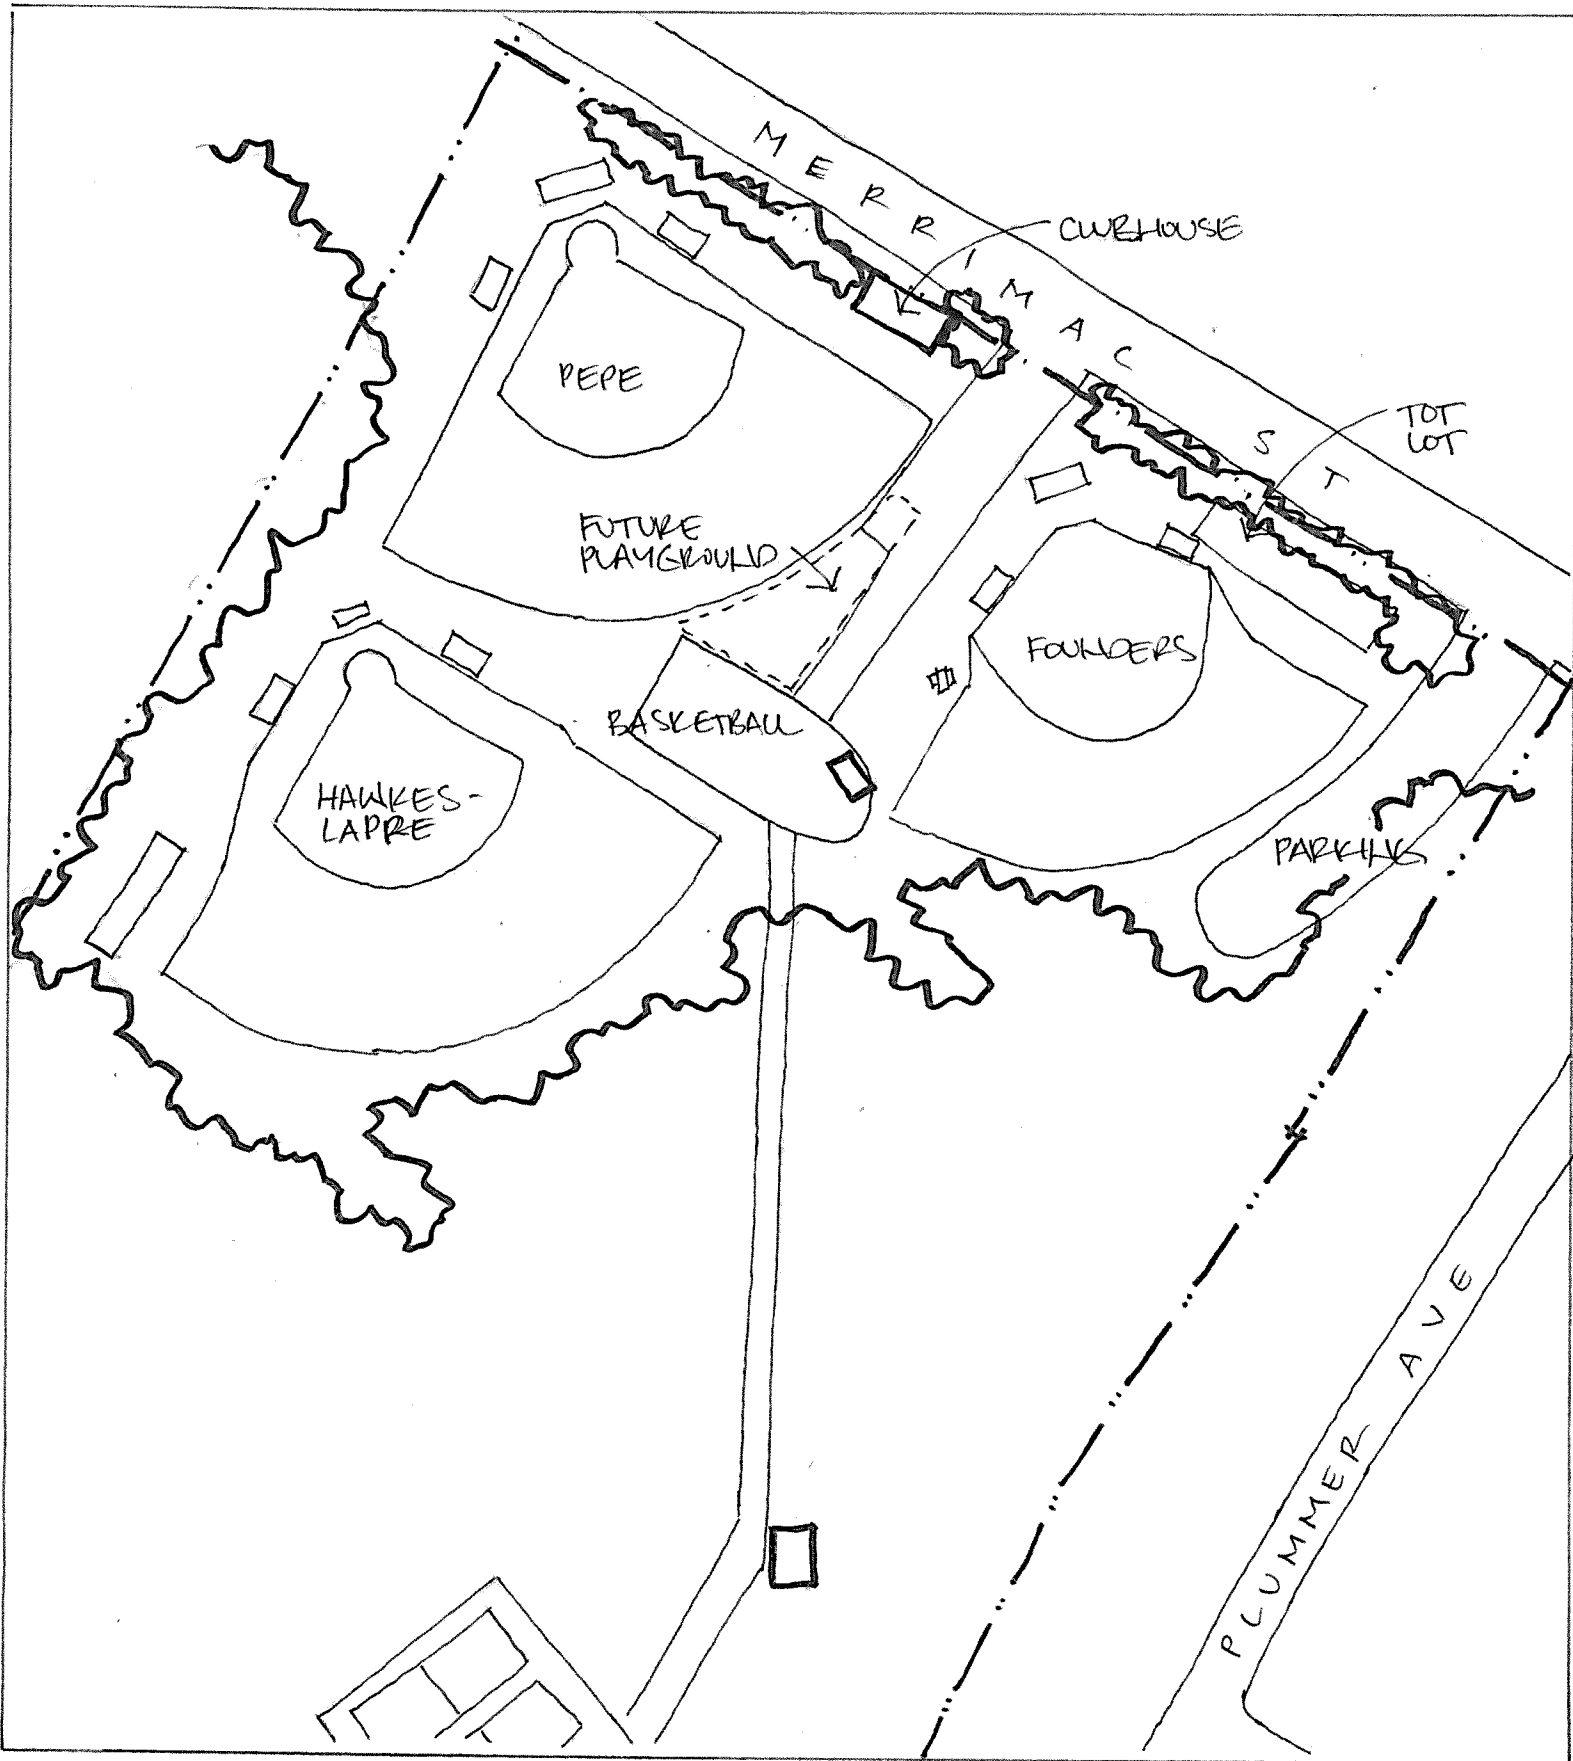 MERRIMAC ST
CLUBHOUSE
TOT
LOT
PEPE
FUTURE
PLAYGROUND
FOUNDERS
BASKETBALL
HAWKES-
LAPRE
PARKING
PLUMMER AVE